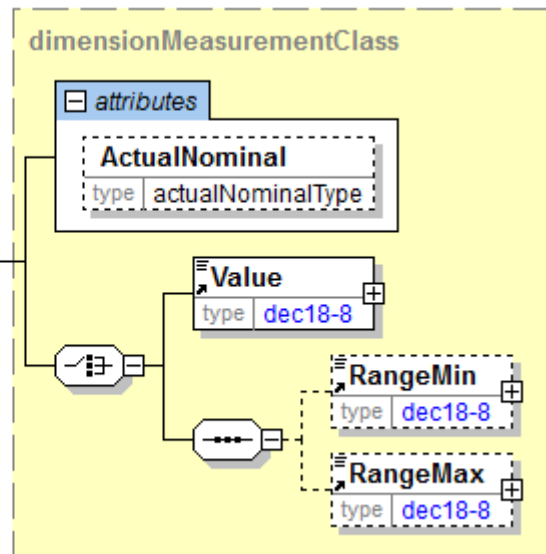 dimensionMeasurementClass
attributes
ActualNominal
type actualNominalType
Value
type dec18-8
RangeMin
type dec18-8
RangeMax
type dec18-8